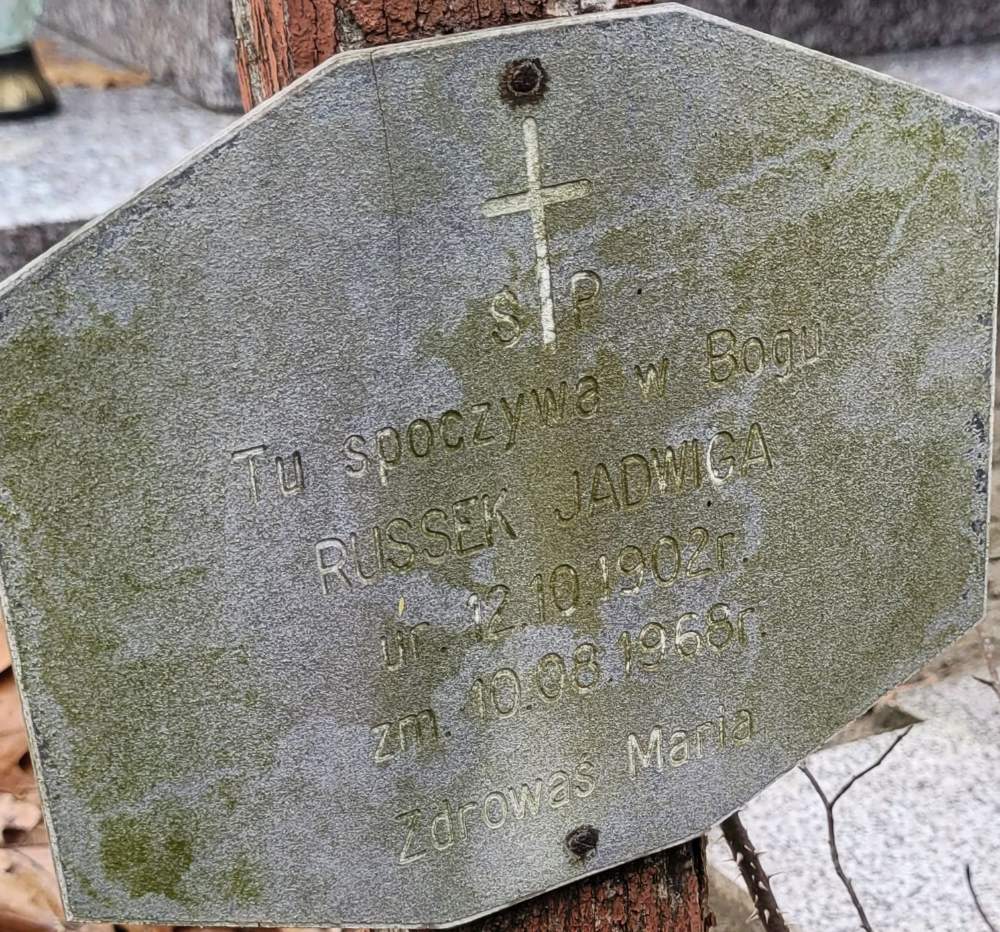 Ś P
Tu spoczywa w Bogu
RUSSEK JADWIGA
ur. 12.10.1902r.
zm. 10.08.1968r.
Zdrowaś Maria